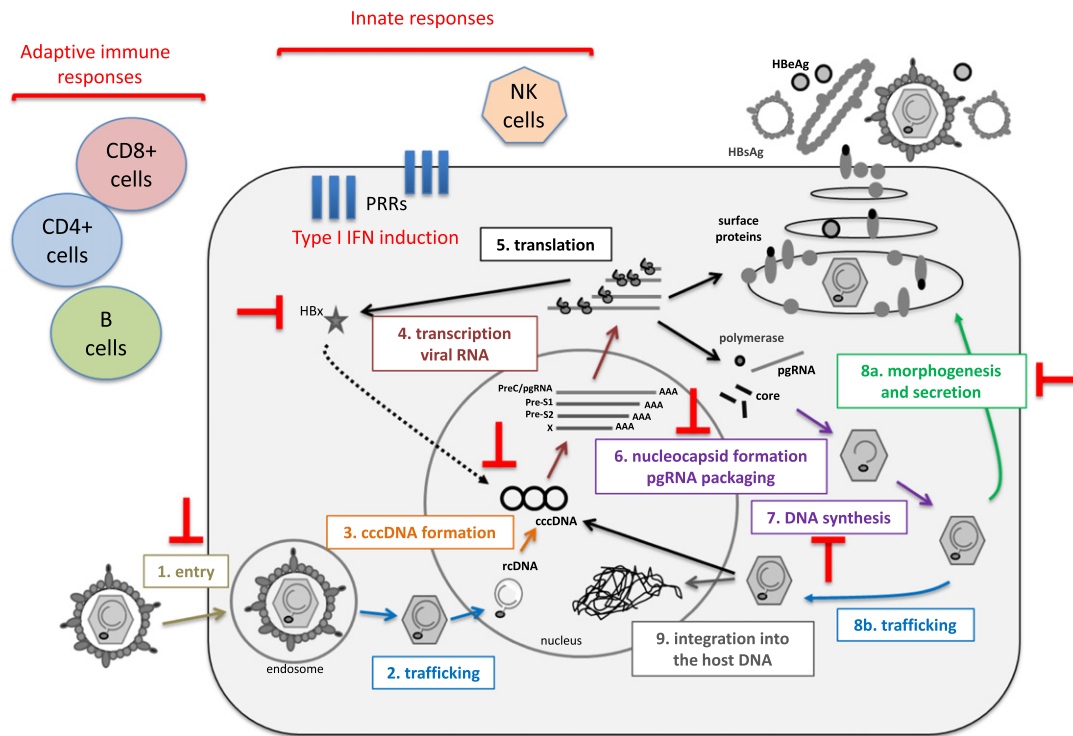 Innate responses
Adaptive immune
responses
NK
cells
HBeAg
HBsAg
CD8+
cells
CD4+
cells
B
cells
PRRs
Type I IFN induction
5. translation
surface
proteins
HBx
4. transcription
viral RNA
polymerase
pgRNA
core
8a. morphogenesis
and secretion
PreC/pgRNA
AAA
Pre-S1
AAA
Pre-S2
AAA
X
AAA
6. nucleocapsid formation
pgRNA packaging
cccDNA
7. DNA synthesis
3. cccDNA formation
rcDNA
1. entry
endosome
2. trafficking
nucleus
9. integration into
the host DNA
8b. trafficking